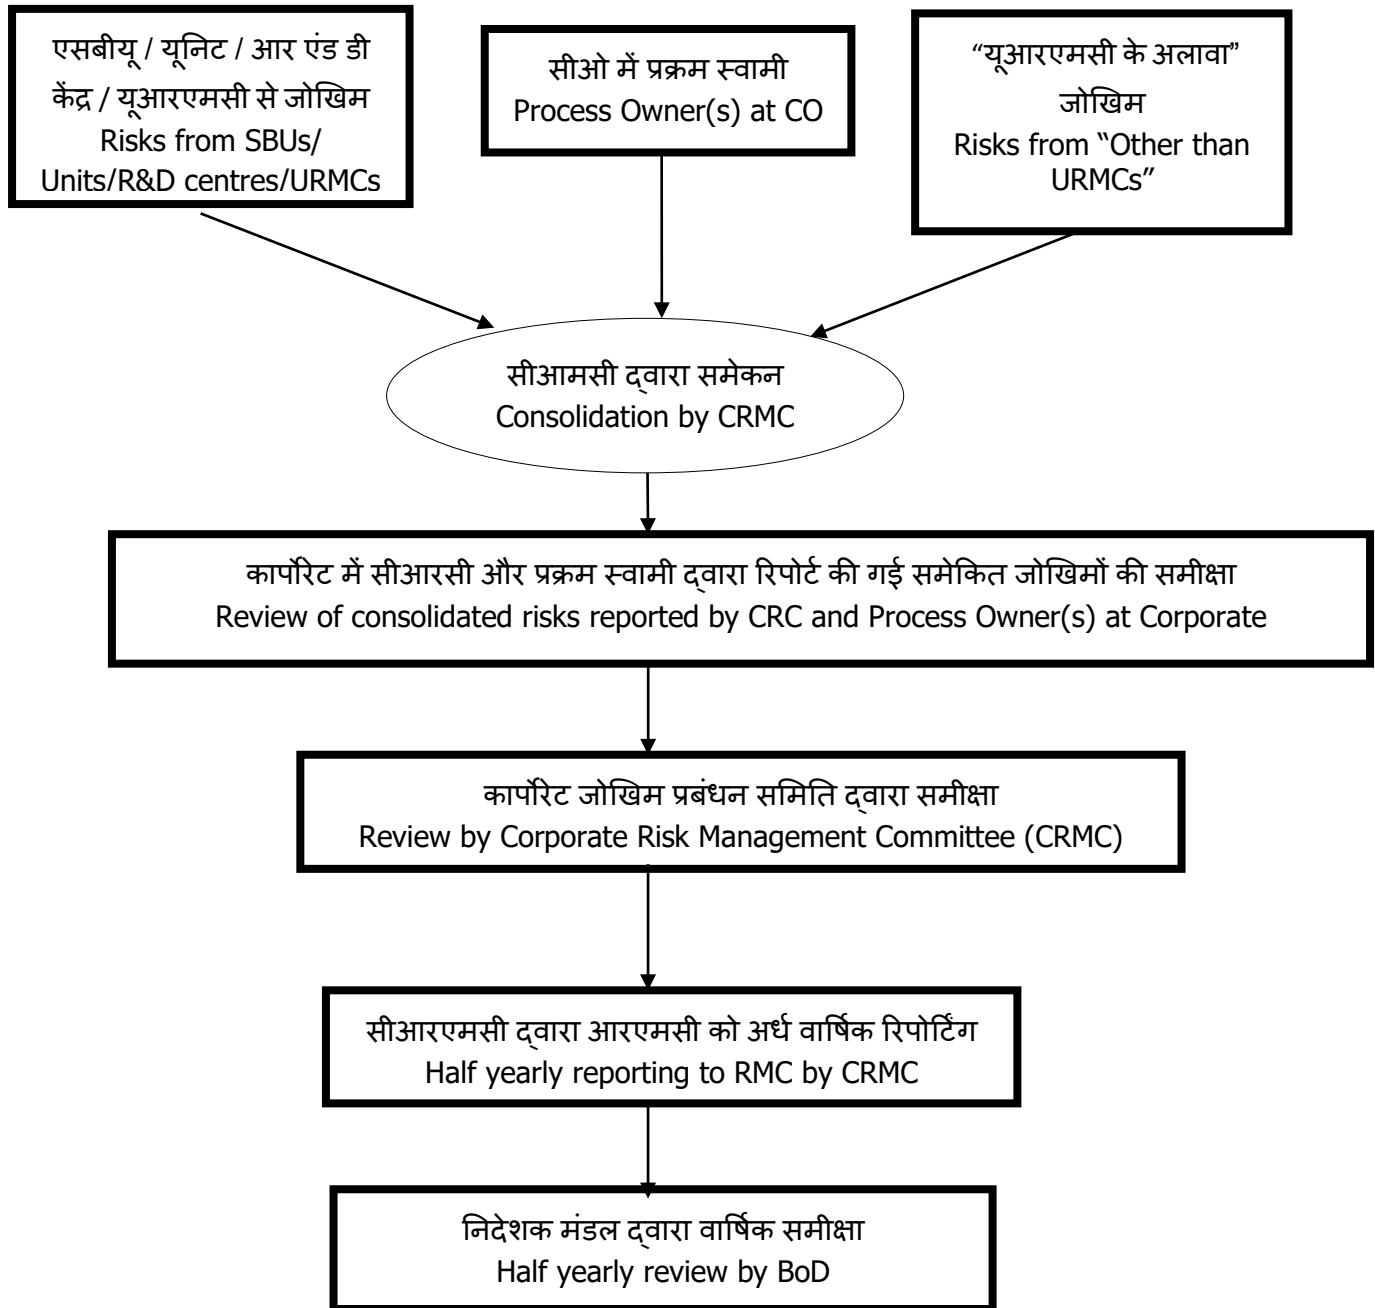 एसबीयू / यूनिट / आर एंड डी
केंद्र / यूआरएमसी से जोखिम
Risks from SBUs/
Units/R&D centres/URMCs
सीओ में प्रक्रम स्वामी
Process Owner(s) at CO
“यूआरएमसी के अलावा”
जोखिम
Risks from “Other than
URMCs”
सीआमसी द्वारा समेकन
Consolidation by CRMC
कार्पोरेट में सीआरसी और प्रक्रम स्वामी द्वारा रिपोर्ट की गई समेकित जोखिमों की समीक्षा
Review of consolidated risks reported by CRC and Process Owner(s) at Corporate
कार्पोरेट जोखिम प्रबंधन समिति द्वारा समीक्षा
Review by Corporate Risk Management Committee (CRMC)
सीआरएमसी द्वारा आरएमसी को अर्ध वार्षिक रिपोर्टिंग
Half yearly reporting to RMC by CRMC
निदेशक मंडल द्वारा वार्षिक समीक्षा
Half yearly review by BoD